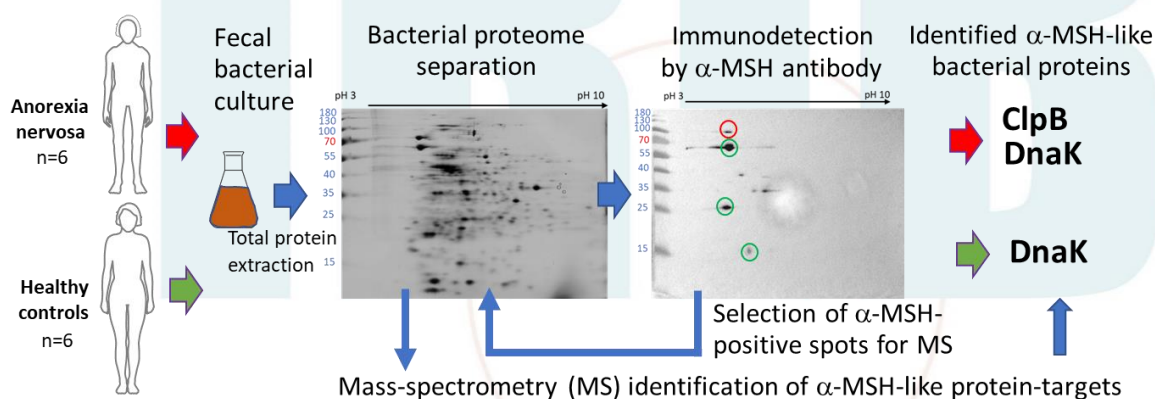 Anorexia
nervosa
n=6
Healthy
controls
n=6
Fecal
bacterial
culture
Total protein
extraction
Bacterial proteome
separation
pH 3
pH 10
180
130
100
70
55
40
35
25
15
Immunodetection
by α-MSH antibody
pH 3
pH 10
180
130
100
70
55
40
35
25
15
Identified α-MSH-like
bacterial proteins
ClpB
DnaK
DnaK
Selection of α-MSH-
positive spots for MS
Mass-spectrometry (MS) identification of α-MSH-like protein-targets